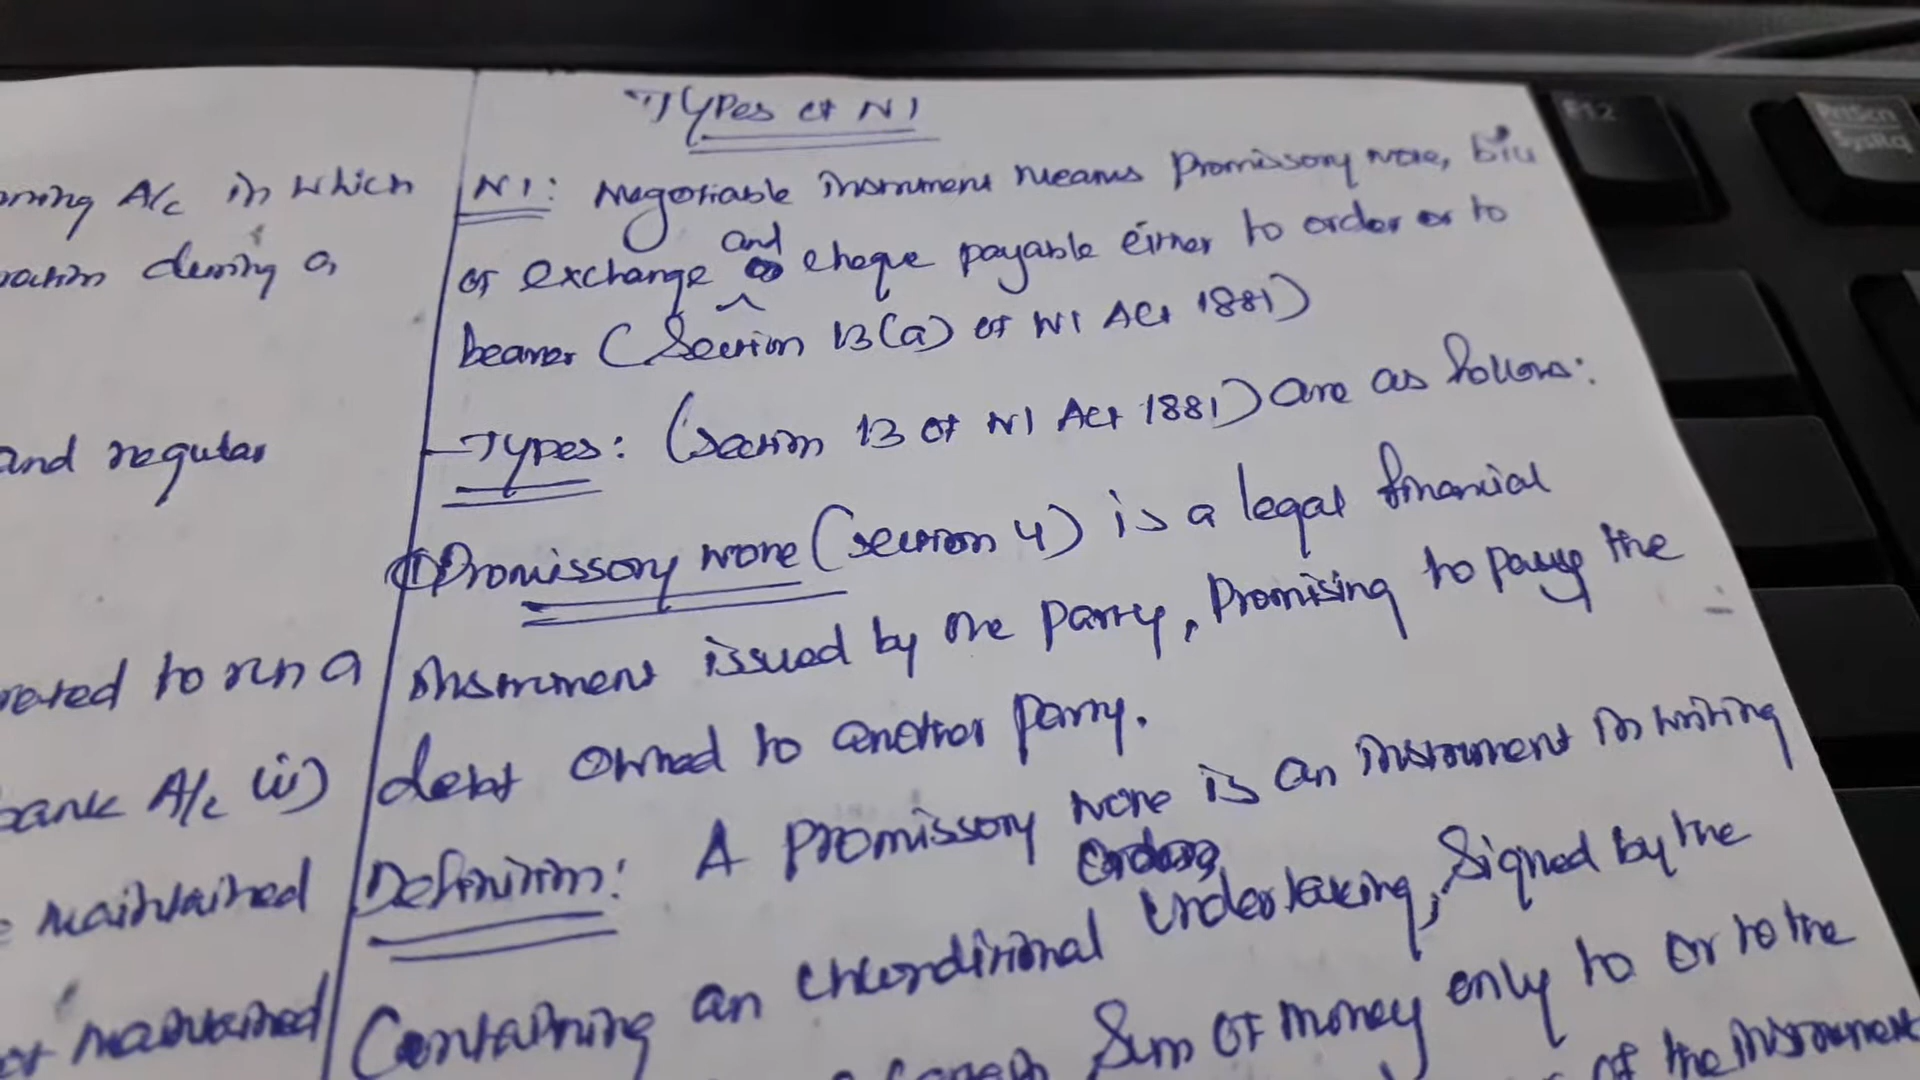 Types of NI
NI: Negotiable Instrument means Promissory Note, bill
of exchange and cheque payable either to order or to
bearer (Section 13(a) of NI Act 1881)
Types: (Section 13 of NI Act 1881) are as follows:
① Promissory Note (Section 4) is a legal financial
instrument issued by one party, Promising to pay the
debt owned to another party.
Definition: A promissory Note is an instrument in writing
Containing an unconditional undertaking, Signed by the
Sum of money only to or to the
of the instrument
A/c in which
during a
and regular
to run a
bank A/c (ii)
maintained
maintained
F12
PrtScn
SysRq